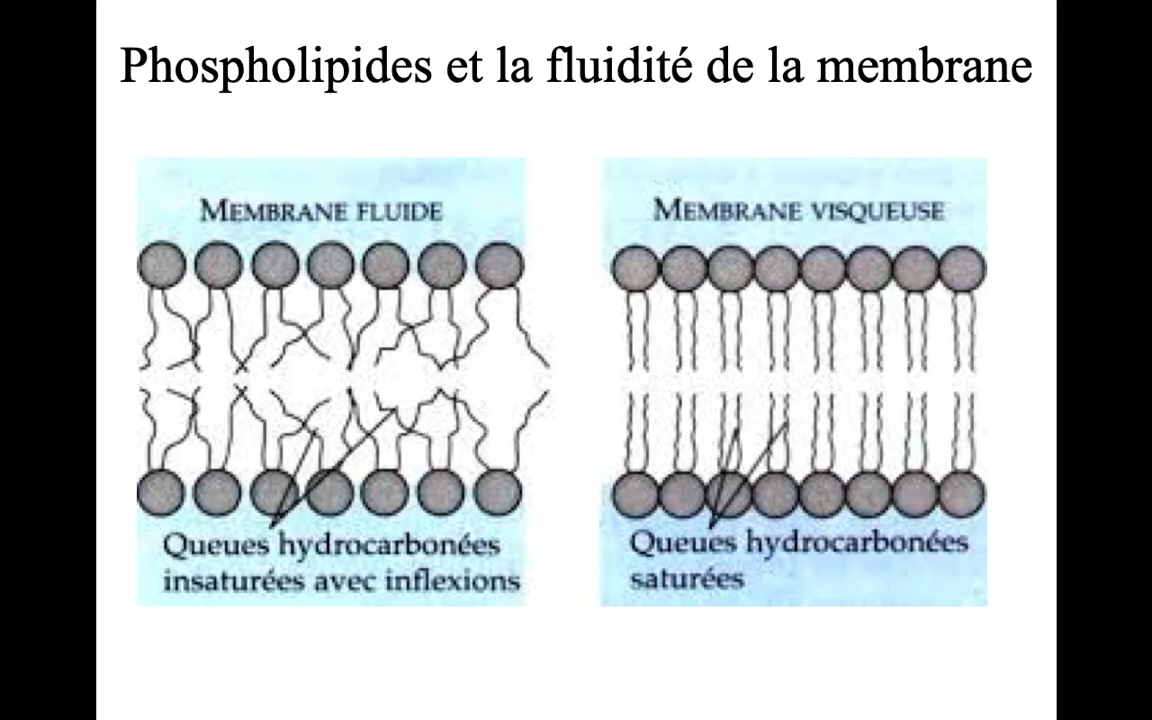 Phospholipides et la fluidité de la membrane
MEMBRANE FLUIDE
Queues hydrocarbonées
insaturées avec inflexions
MEMBRANE VISQUEUSE
Queues hydrocarbonées
saturées